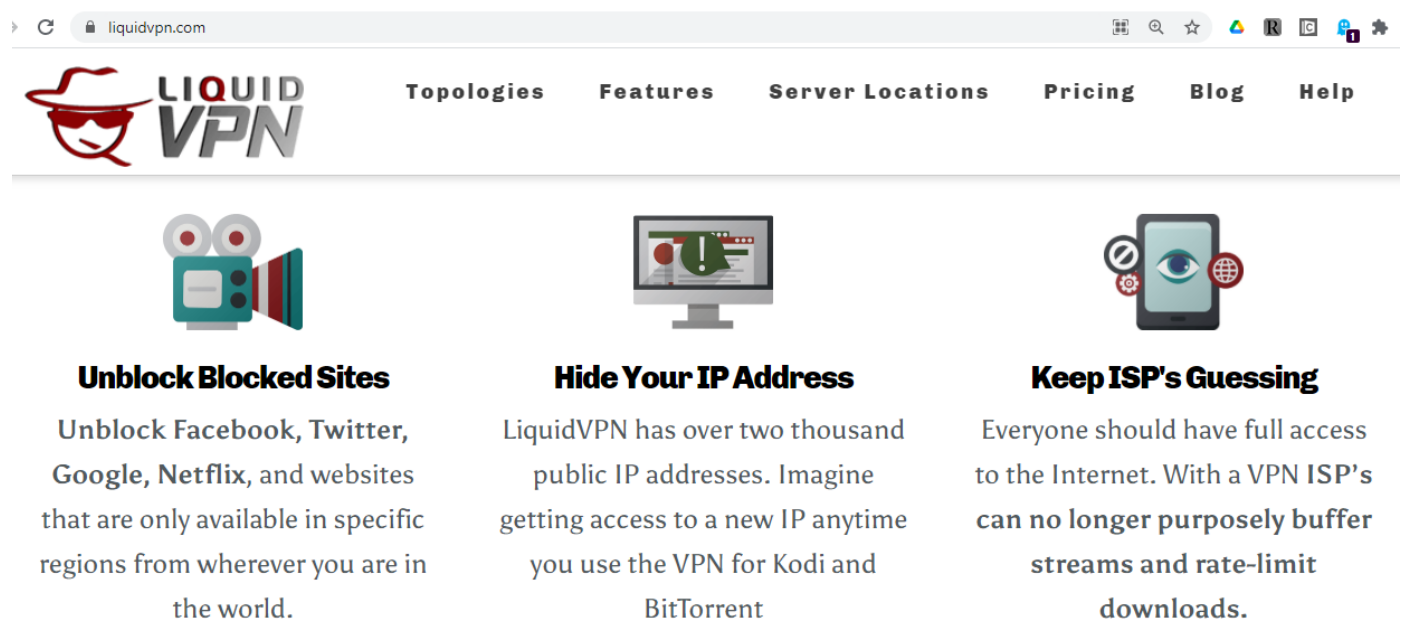 liquidvpn.com
1
LIQUID
VPN
Topologies Features Server Locations Pricing Blog Help
Unblock Blocked Sites
Unblock Facebook, Twitter,
Google, Netflix, and websites
that are only available in specific
regions from wherever you are in
the world.
Hide Your IP Address
LiquidVPN has over two thousand
public IP addresses. Imagine
getting access to a new IP anytime
you use the VPN for Kodi and
BitTorrent
Keep ISP's Guessing
Everyone should have full access
to the Internet. With a VPN ISP’s
can no longer purposely buffer
streams and rate-limit
downloads.